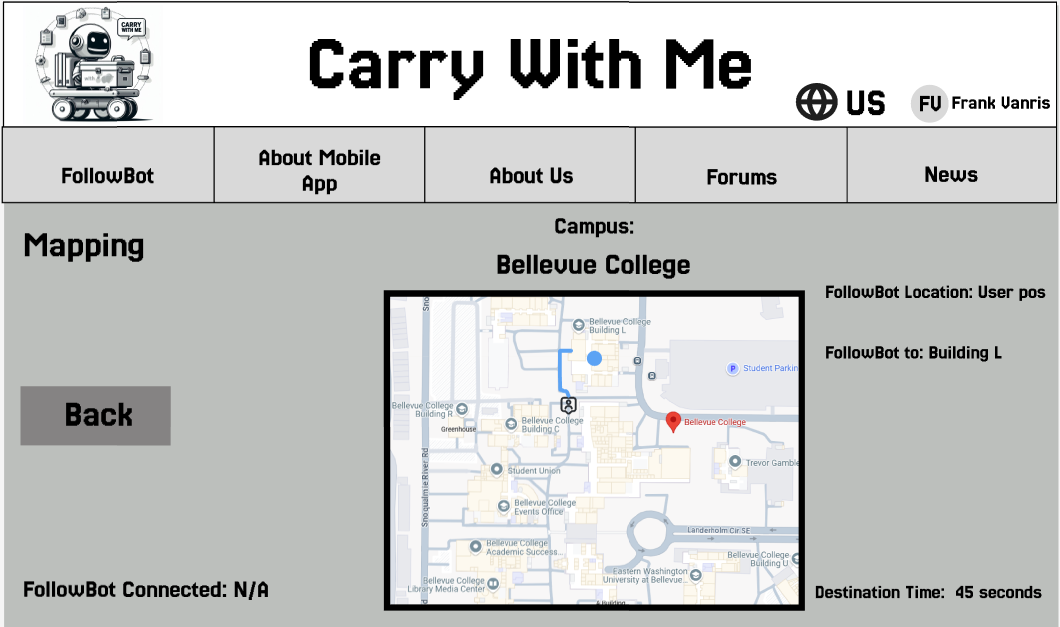 CARRY
WITH ME
with
Carry With Me
US
FV
Frank Vanris
FollowBot
About Mobile
App
About Us
Forums
News
Mapping
Campus:
Bellevue College
FollowBot Location: User pos
FollowBot to: Building L
Back
Sno
Bellevue College
Building L
P
Student Parkin
Bellevue College
Building R
Greenhouse
Bellevue College
Building C
Bellevue College
Student Union
Trevor Gamble
Snoqualmie River Rd
Bellevue College
Events Office
Landerholm Cir SE
Bellevue College
Academic Success...
Bellevue College
Building U
Eastern Washington
University at Bellevue...
Bellevue College
Library Media Center
A Building
FollowBot Connected: N/A
Destination Time: 45 seconds